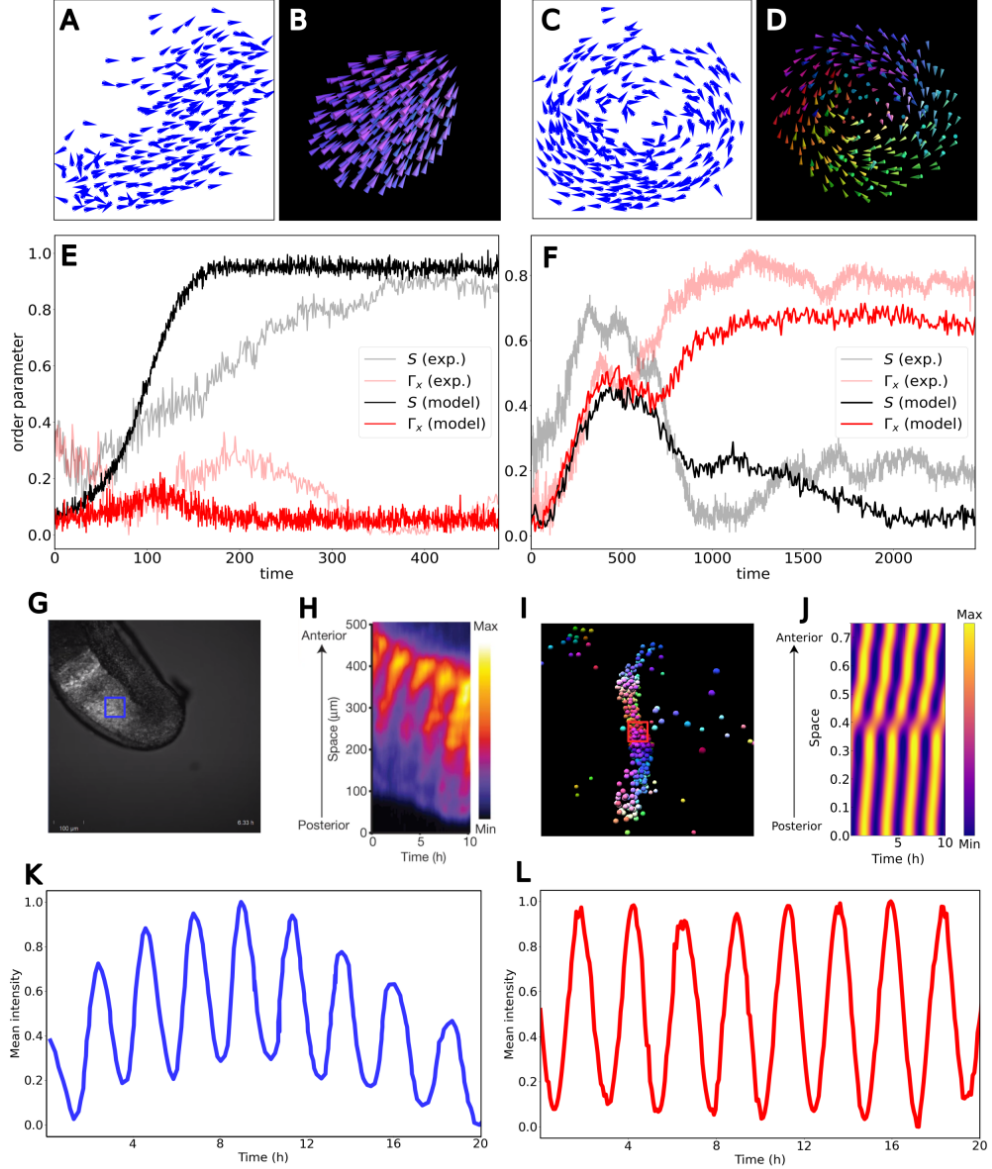 A
B
C
D
E
1.0
0.8
0.6
0.4
0.2
0.0
order parameter
S (exp.)
Γx (exp.)
S (model)
Γx (model)
0 100 200 300 400
time
F
0.8
0.6
0.4
0.2
0.0
S (exp.)
Γx (exp.)
S (model)
Γx (model)
0 500 1000 1500 2000
time
G
100 µm
6.33 h
H
Anterior
Posterior
Space (µm)
500
400
300
200
100
0
0 5 10
Time (h)
Max
Min
I
J
Anterior
Posterior
Space
0.7
0.6
0.5
0.4
0.3
0.2
0.1
0.0
5 10
Time (h)
Max
Min
K
Mean intensity
1.0
0.8
0.6
0.4
0.2
0.0
4 8 12 16 20
Time (h)
L
Mean intensity
1.0
0.8
0.6
0.4
0.2
0.0
4 8 12 16 20
Time (h)